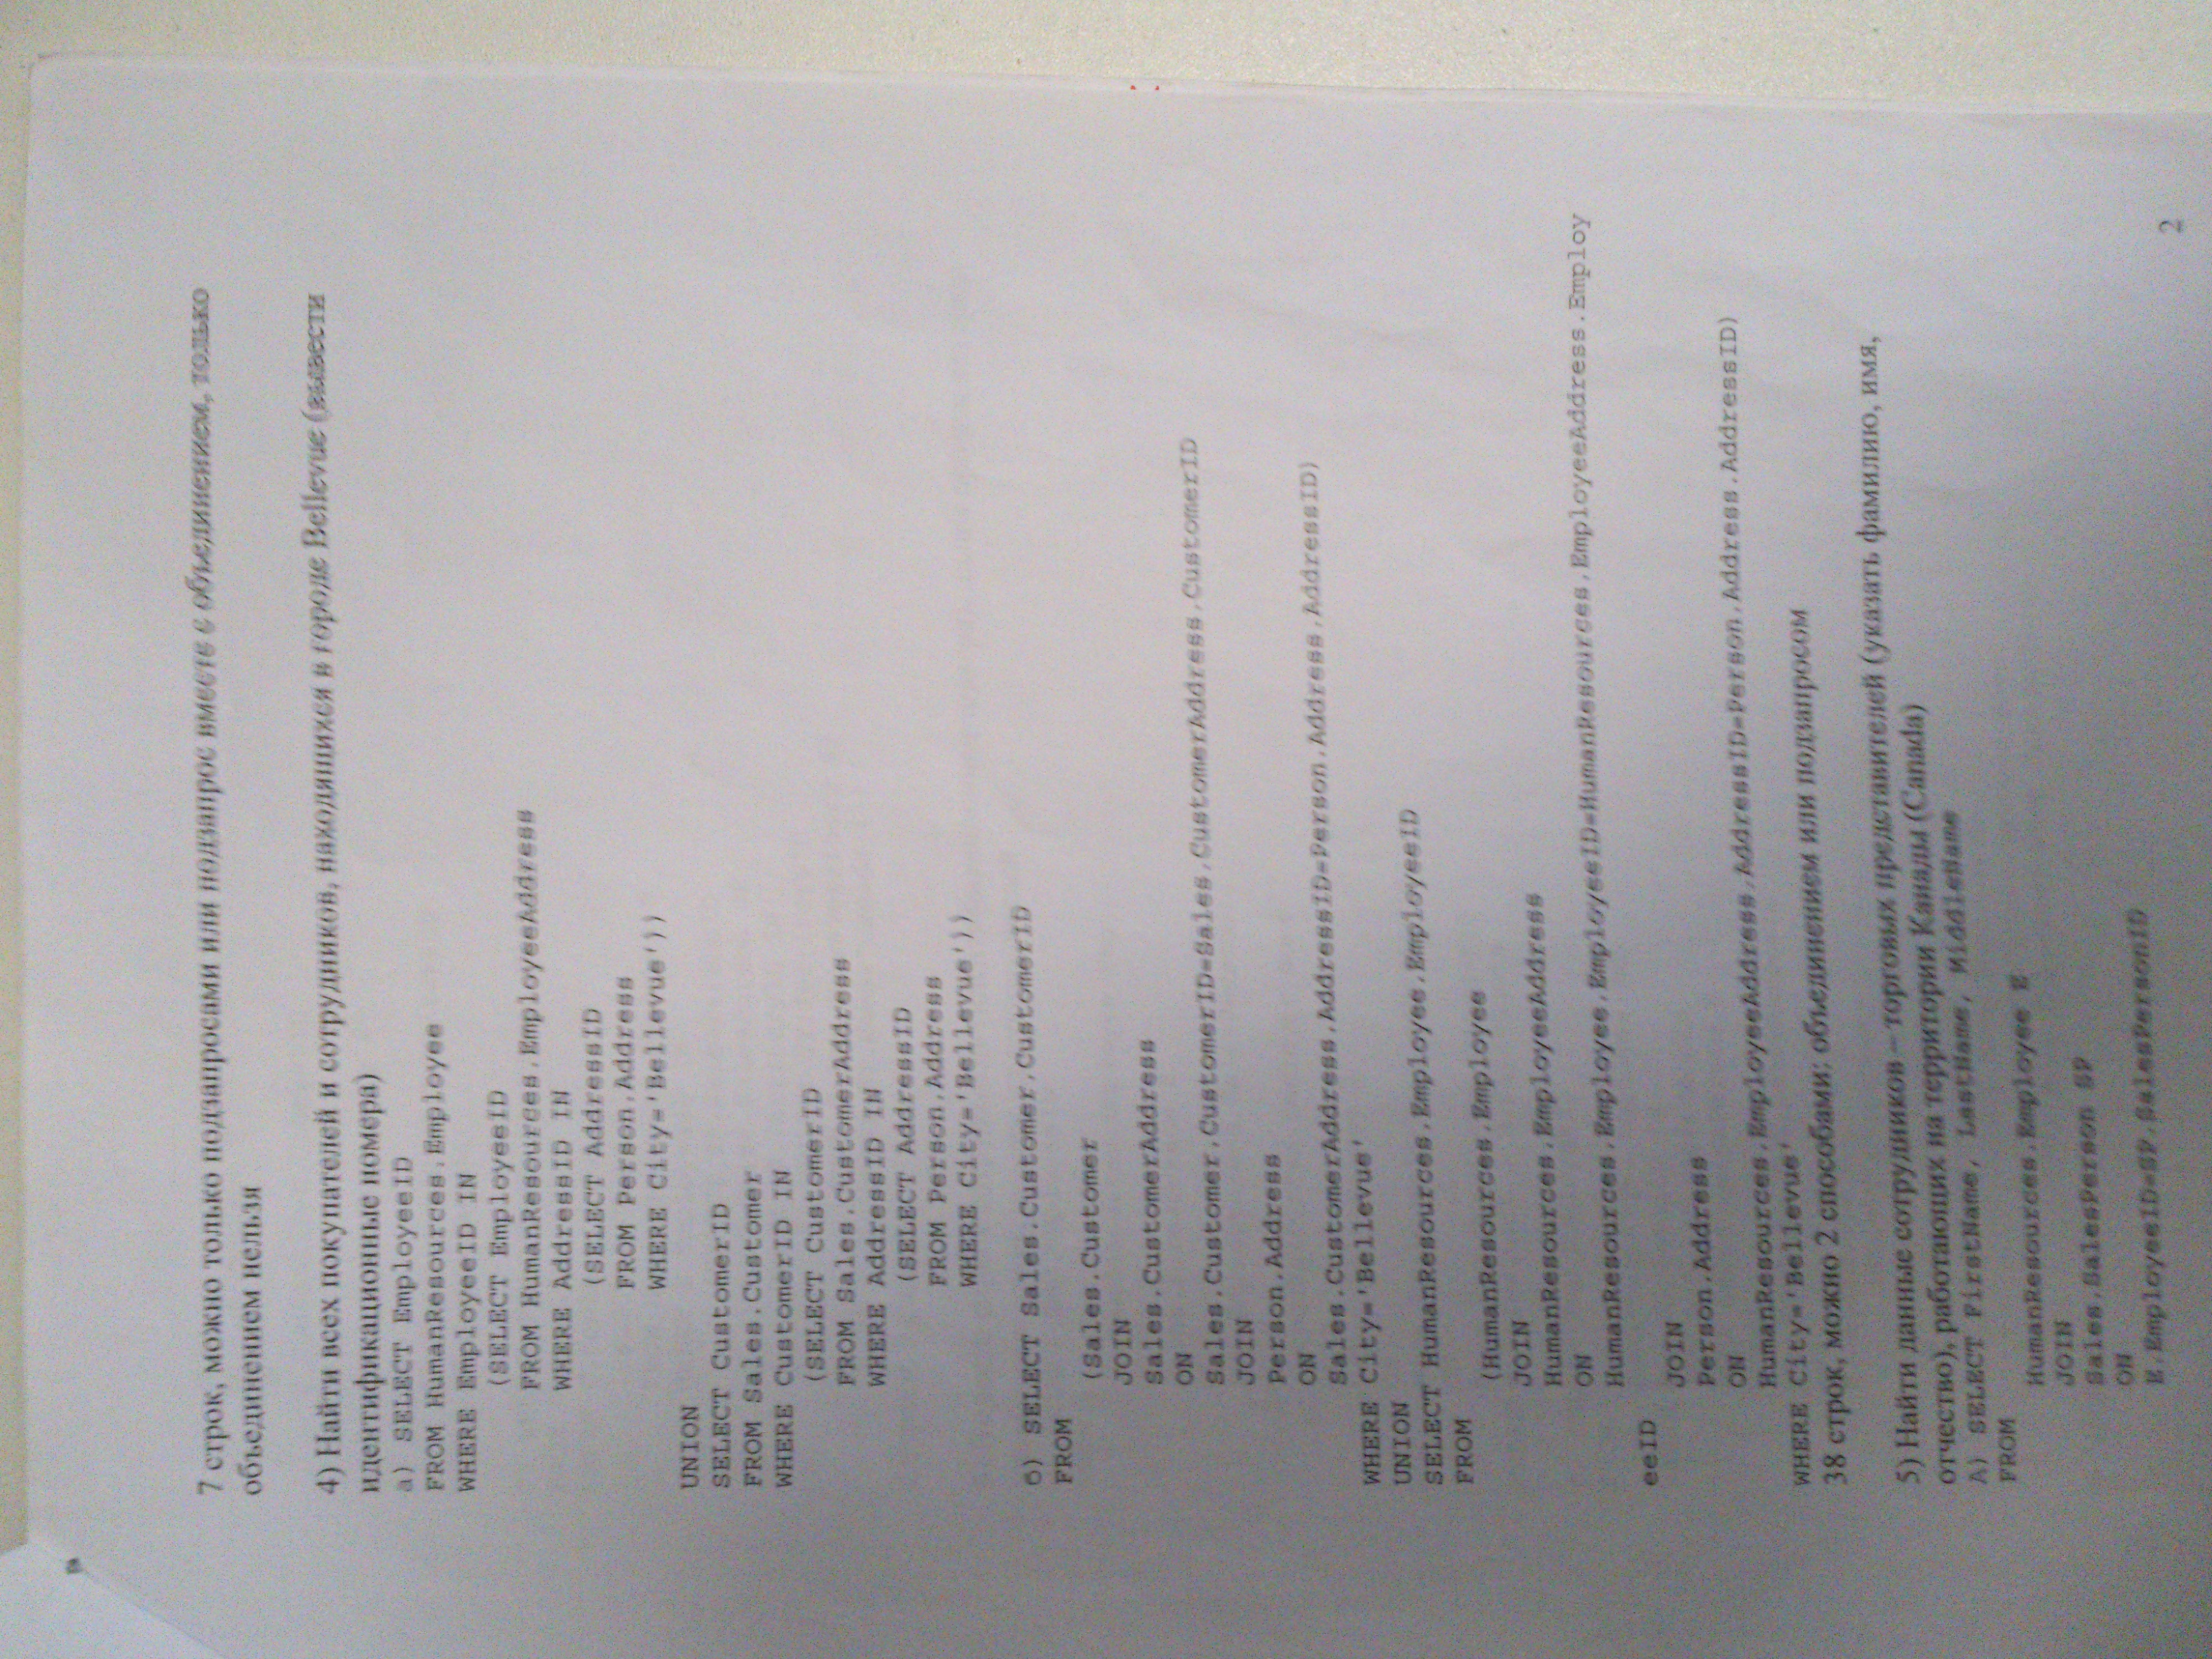 7 строк, можно только подзапросами или подзапрос вместе с объединением, только
объединением нельзя
4) Найти всех покупателей и сотрудников, находящихся в городе Bellevue (вывести
идентификационные номера)
а) SELECT EmployeeID
FROM HumanResources.Employee
WHERE EmployeeID IN
(SELECT EmployeeID
FROM HumanResources.EmployeeAddress
WHERE AddressID IN
(SELECT AddressID
FROM Person.Address
WHERE City='Bellevue'))
UNION
SELECT CustomerID
FROM Sales.Customer
WHERE CustomerID IN
(SELECT CustomerID
FROM Sales.CustomerAddress
WHERE AddressID IN
(SELECT AddressID
FROM Person.Address
WHERE City='Bellevue'))
б) SELECT Sales.Customer.CustomerID
FROM
(Sales.Customer
JOIN
Sales.CustomerAddress
ON
Sales.Customer.CustomerID=Sales.CustomerAddress.CustomerID
JOIN
Person.Address
ON
Sales.CustomerAddress.AddressID=Person.Address.AddressID)
WHERE City='Bellevue'
UNION
SELECT HumanResources.Employee.EmployeeID
FROM
(HumanResources.Employee
JOIN
HumanResources.EmployeeAddress
ON
HumanResources.Employee.EmployeeID=HumanResources.EmployeeAddress.Employ
eeID
JOIN
Person.Address
ON
HumanResources.EmployeeAddress.AddressID=Person.Address.AddressID)
WHERE City='Bellevue'
38 строк, можно 2 способами: объединением или подзапросом
5) Найти данные сотрудников – торговых представителей (указать фамилию, имя,
отчество), работающих на территории Канады (Canada)
А) SELECT FirstName, LastName, MiddleName
FROM
HumanResources.Employee E
JOIN
Sales.SalesPerson SP
ON
E.EmployeeID=SP.SalesPersonID
2